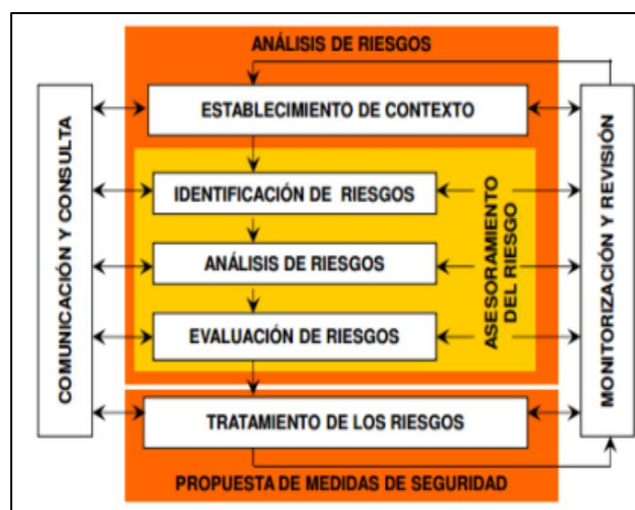 ANÁLISIS DE RIESGOS
ESTABLECIMIENTO DE CONTEXTO
COMUNICACIÓN Y CONSULTA
IDENTIFICACIÓN DE RIESGOS
ANÁLISIS DE RIESGOS
EVALUACIÓN DE RIESGOS
ASESORAMIENTO
DEL RIESGO
MONITORIZACIÓN Y REVISIÓN
TRATAMIENTO DE LOS RIESGOS
PROPUESTA DE MEDIDAS DE SEGURIDAD